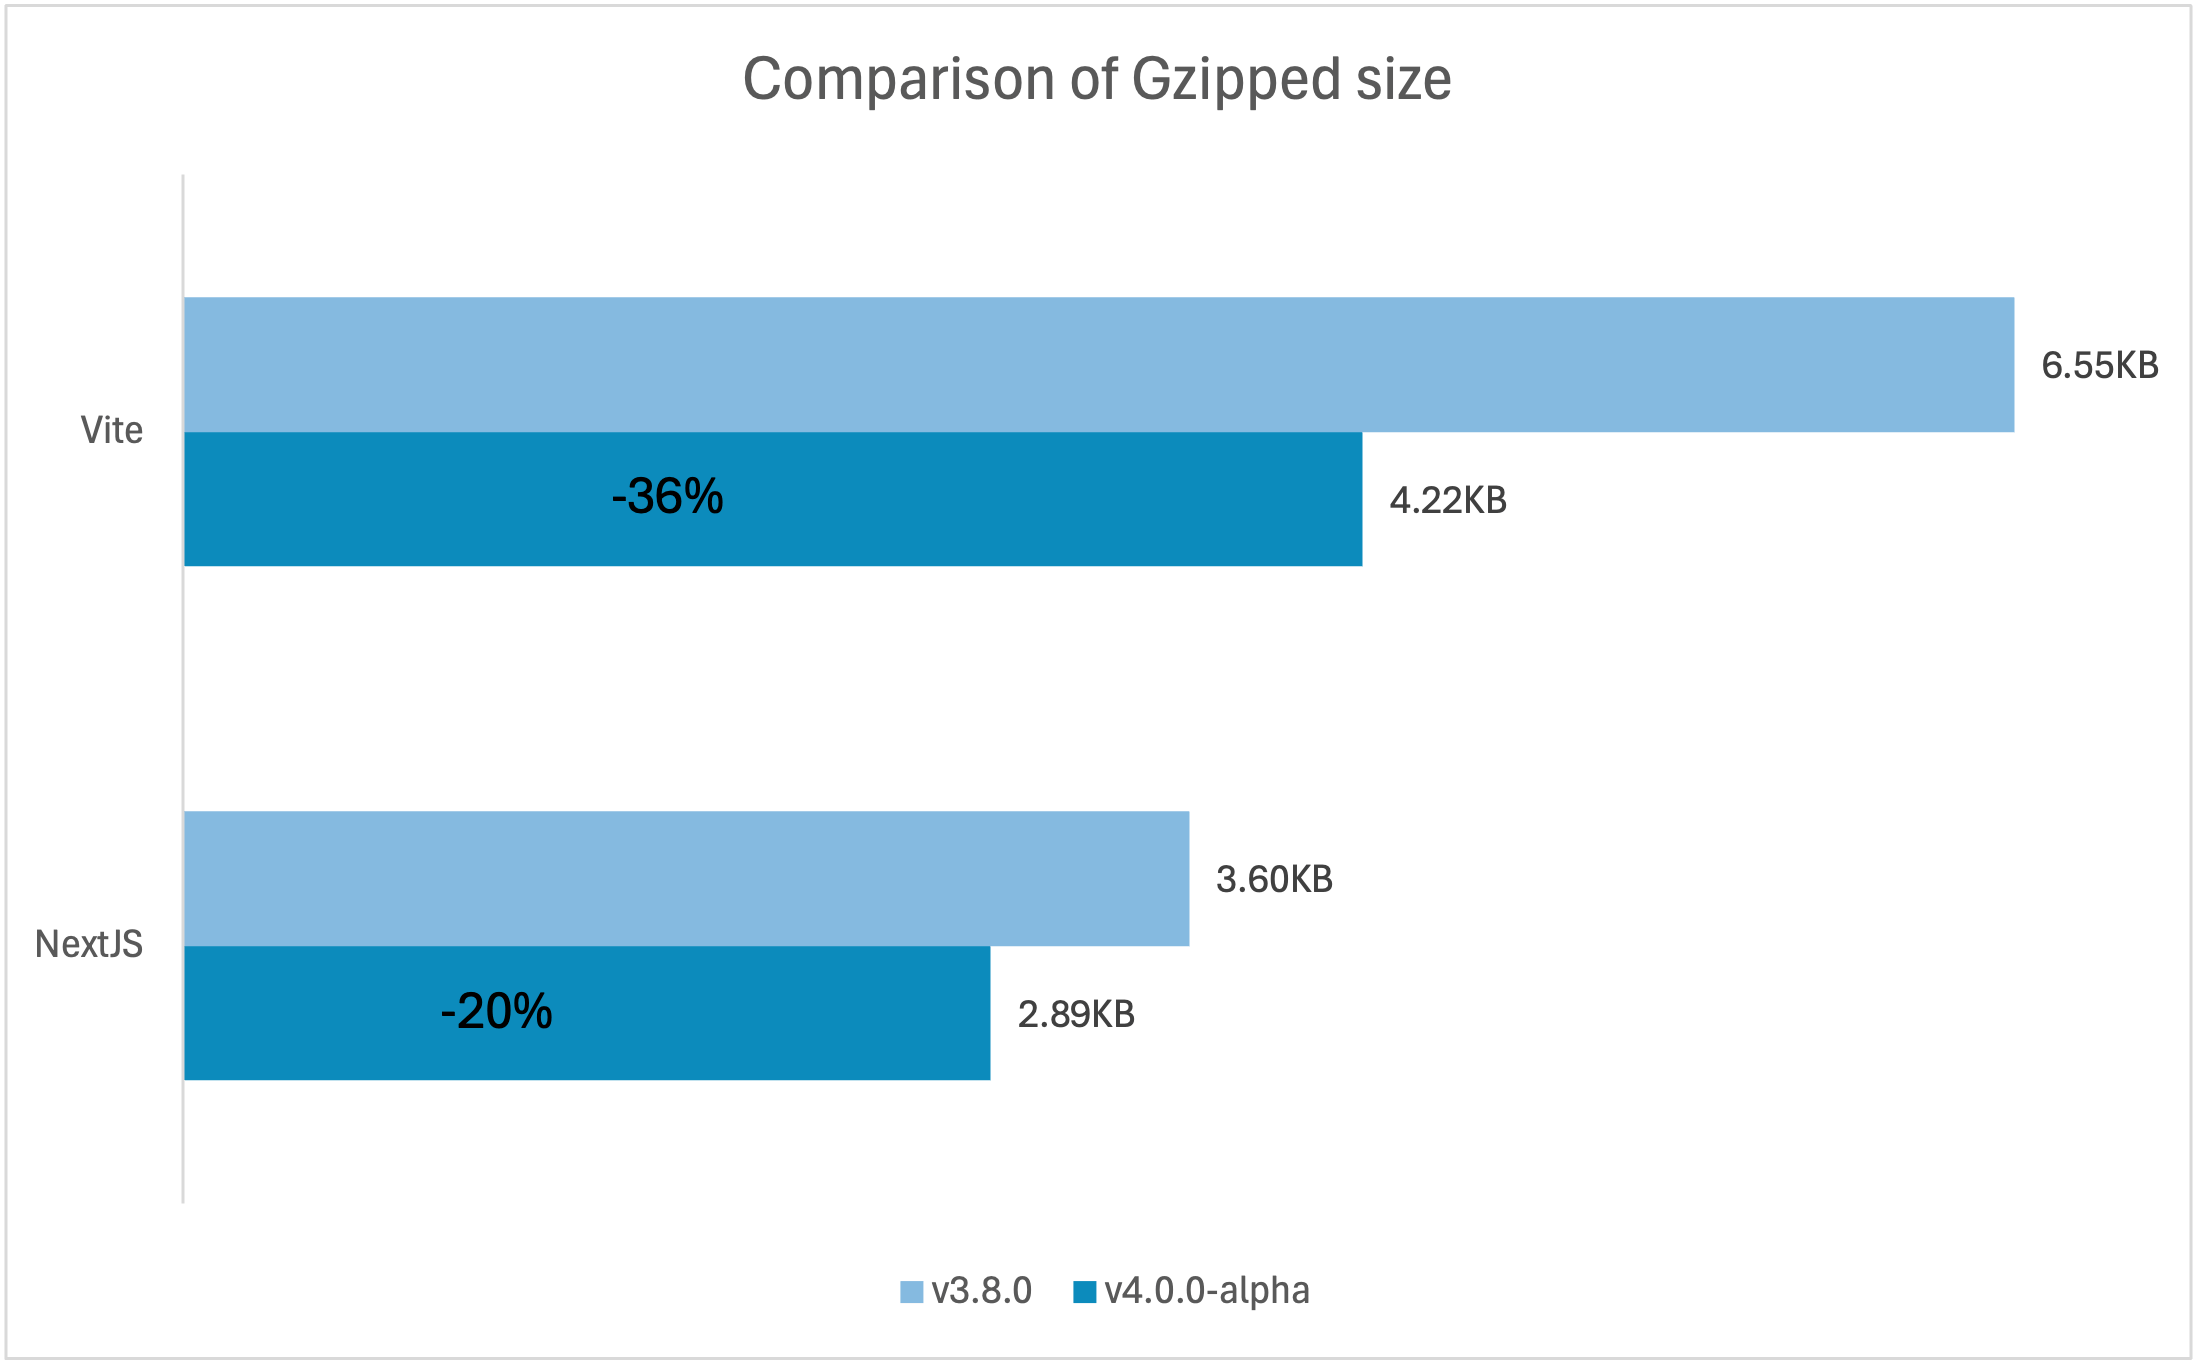 Comparison of Gzipped size
6.55KB
Vite
-36%
4.22KB
3.60KB
NextJS
-20%
2.89KB
v3.8.0
v4.0.0-alpha